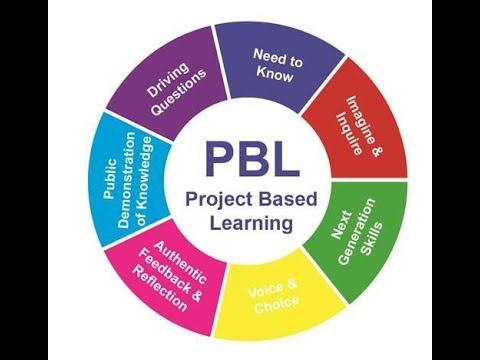 PBL
Project Based
Learning
Need to
Know
Imagine &
Inquire
Next
Generation
Skills
Voice &
Choice
Authentic
Feedback &
Reflection
Public
Demonstration
of Knowledge
Driving
Questions